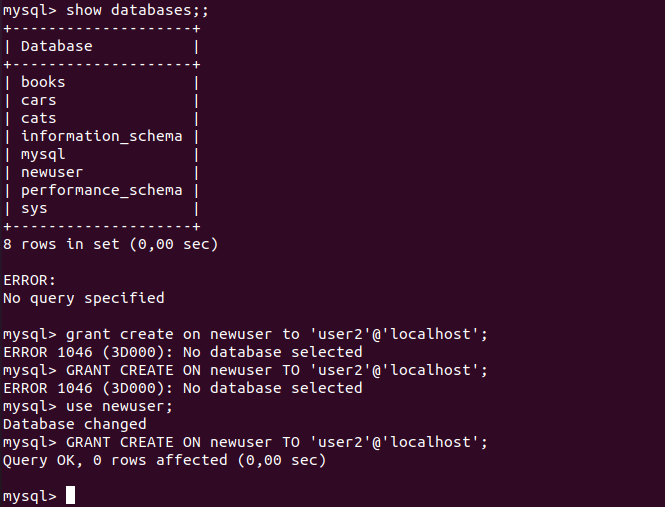 mysql> show databases;;
+--------------------+
| Database           |
+--------------------+
| books              |
| cars               |
| cats               |
| information_schema |
| mysql              |
| newuser            |
| performance_schema |
| sys                |
+--------------------+
8 rows in set (0,00 sec)

ERROR:
No query specified

mysql> grant create on newuser to 'user2'@'localhost';
ERROR 1046 (3D000): No database selected
mysql> GRANT CREATE ON newuser TO 'user2'@'localhost';
ERROR 1046 (3D000): No database selected
mysql> use newuser;
Database changed
mysql> GRANT CREATE ON newuser TO 'user2'@'localhost';
Query OK, 0 rows affected (0,00 sec)

mysql>